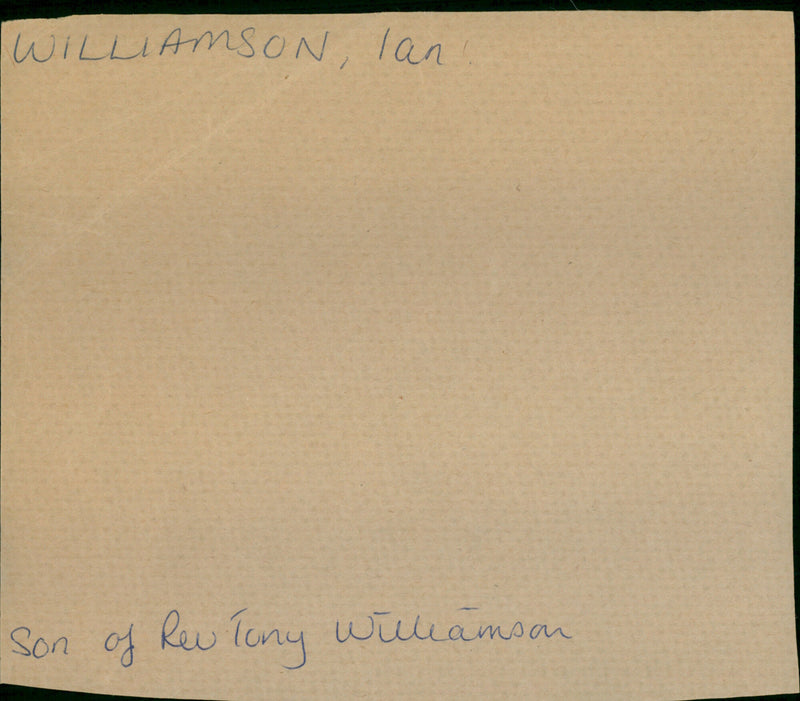 WILLIAMSON, Ian
Son of Rev Tony Williamson